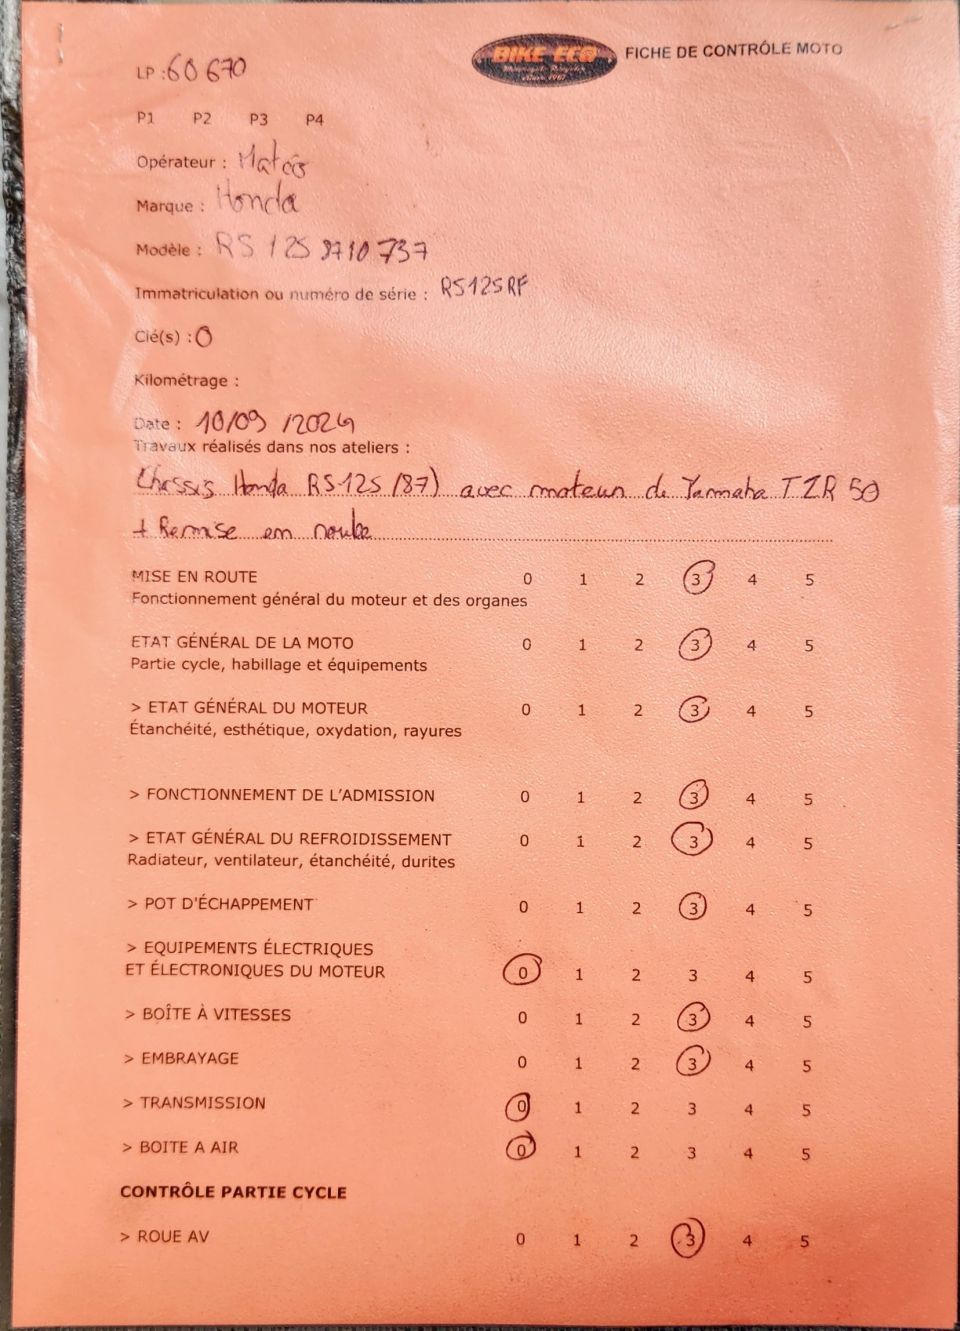 BIKE ECO
Motorcycle Recycler
Since 1987
FICHE DE CONTRÔLE MOTO
LP : 60670
P1 P2 P3 P4
Opérateur :
Marque : Honda
Modèle : RS 125 9710737
Immatriculation ou numéro de série : RS125RF
Clé(s) : 0
Kilométrage :
Date : 10/09/2024
Travaux réalisés dans nos ateliers :
Chassis Honda RS125 (87) avec moteur de Yamaha TZR 50
+ Remise en route
MISE EN ROUTE 0 1 2 3 4 5
Fonctionnement général du moteur et des organes
ETAT GÉNÉRAL DE LA MOTO 0 1 2 3 4 5
Partie cycle, habillage et équipements
> ETAT GÉNÉRAL DU MOTEUR 0 1 2 3 4 5
Étanchéité, esthétique, oxydation, rayures
> FONCTIONNEMENT DE L'ADMISSION 0 1 2 3 4 5
> ETAT GÉNÉRAL DU REFROIDISSEMENT 0 1 2 3 4 5
Radiateur, ventilateur, étanchéité, durites
> POT D'ÉCHAPPEMENT 0 1 2 3 4 5
> EQUIPEMENTS ÉLECTRIQUES
ET ÉLECTRONIQUES DU MOTEUR 0 1 2 3 4 5
> BOÎTE À VITESSES 0 1 2 3 4 5
> EMBRAYAGE 0 1 2 3 4 5
> TRANSMISSION 0 1 2 3 4 5
> BOITE A AIR 0 1 2 3 4 5
CONTRÔLE PARTIE CYCLE
> ROUE AV 0 1 2 3 4 5